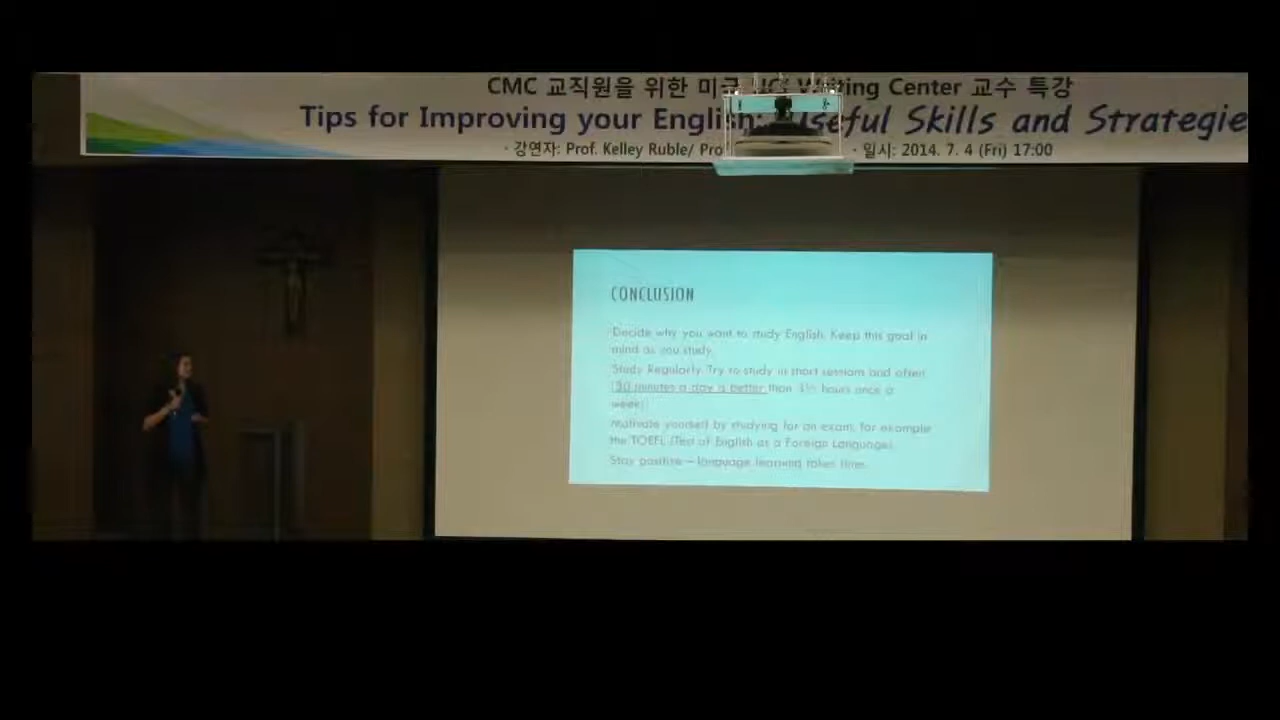 CMC 교직원을 위한 미국 UCI Writing Center 교수 특강
Tips for Improving your English: Useful Skills and Strategie
· 강연자: Prof. Kelley Ruble/ Pro
· 일시: 2014. 7. 4 (Fri) 17:00
CONCLUSION
Decide why you want to study English. Keep this goal in
mind as you study.
Study Regularly. Try to study in short sessions and often.
(30 minutes a day is better than 3½ hours once a
week)
Motivate yourself by studying for an exam, for example
the TOEFL (Test of English as a Foreign Language).
Stay positive – language learning takes time.